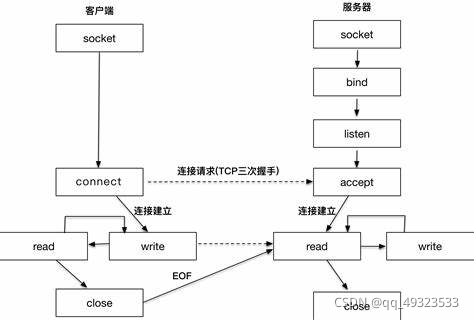 客户端
服务器
socket
socket
bind
listen
连接请求(TCP三次握手)
connect
accept
连接建立
连接建立
read
write
read
write
EOF
close
close
CSDN @qq_49323533